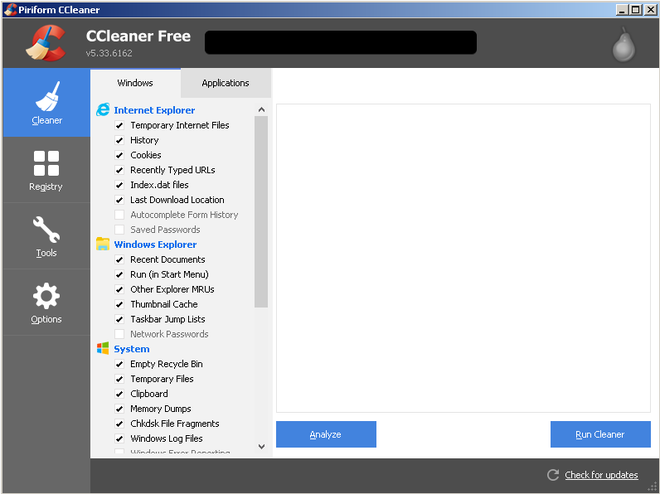 Piriform CCleaner
CCleaner Free
v5.33.6162
Cleaner
Registry
Tools
Options
Windows
Applications
Internet Explorer
Temporary Internet Files
History
Cookies
Recently Typed URLs
Index.dat files
Last Download Location
Autocomplete Form History
Saved Passwords
Windows Explorer
Recent Documents
Run (in Start Menu)
Other Explorer MRUs
Thumbnail Cache
Taskbar Jump Lists
Network Passwords
System
Empty Recycle Bin
Temporary Files
Clipboard
Memory Dumps
Chkdsk File Fragments
Windows Log Files
Windows Error Reporting
Analyze
Run Cleaner
Check for updates